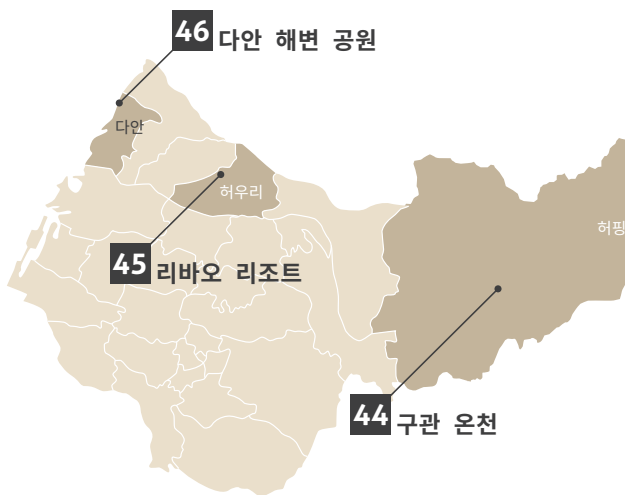 46 다안 해변 공원
다안
허우리
허핑
45 리바오 리조트
44 구관 온천